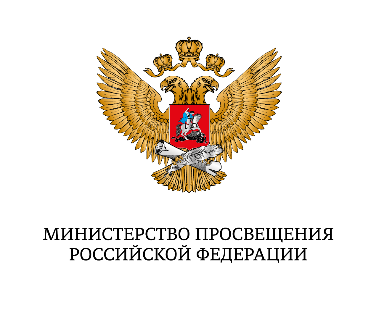 МИНИСТЕРСТВО ПРОСВЕЩЕНИЯ
РОССИЙСКОЙ ФЕДЕРАЦИИ